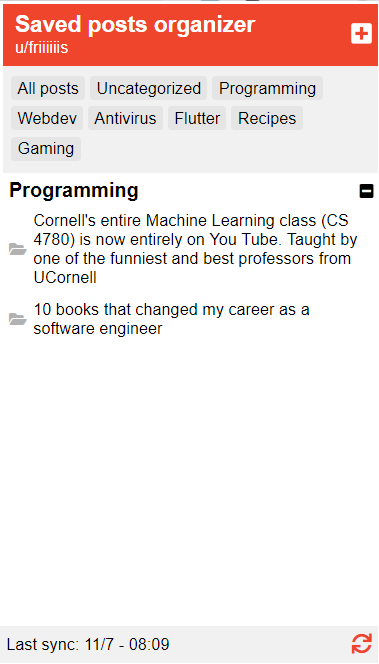 Saved posts organizer
u/friiiiiis
All posts Uncategorized Programming
Webdev Antivirus Flutter Recipes
Gaming
Programming
Cornell's entire Machine Learning class (CS
4780) is now entirely on You Tube. Taught by
one of the funniest and best professors from
UCornell
10 books that changed my career as a
software engineer
Last sync: 11/7 - 08:09